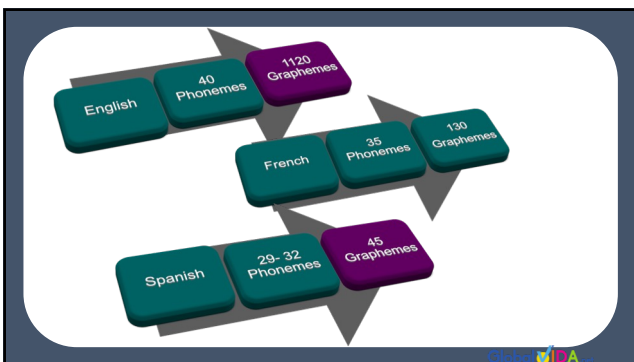 English
40
Phonemes
1120
Graphemes
French
35
Phonemes
130
Graphemes
Spanish
29- 32
Phonemes
45
Graphemes